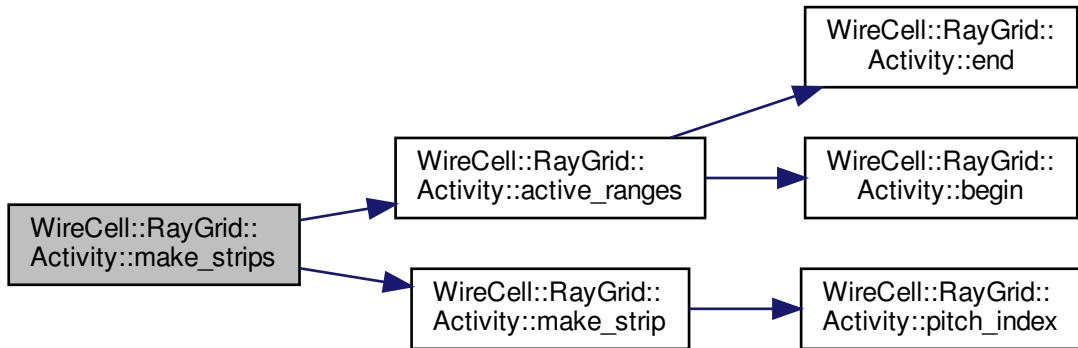 WireCell::RayGrid::
Activity::make_strips
WireCell::RayGrid::
Activity::active_ranges
WireCell::RayGrid::
Activity::end
WireCell::RayGrid::
Activity::begin
WireCell::RayGrid::
Activity::make_strip
WireCell::RayGrid::
Activity::pitch_index